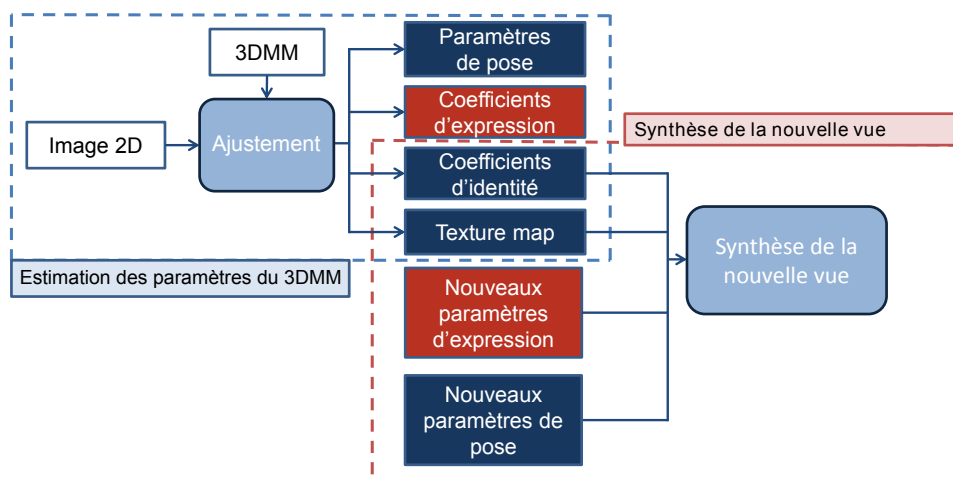 3DMM
Image 2D
Ajustement
Paramètres
de pose
Coefficients
d'expression
Coefficients
d'identité
Texture map
Estimation des paramètres du 3DMM
Nouveaux
paramètres
d'expression
Nouveaux
paramètres de
pose
Synthèse de la nouvelle vue
Synthèse de la
nouvelle vue